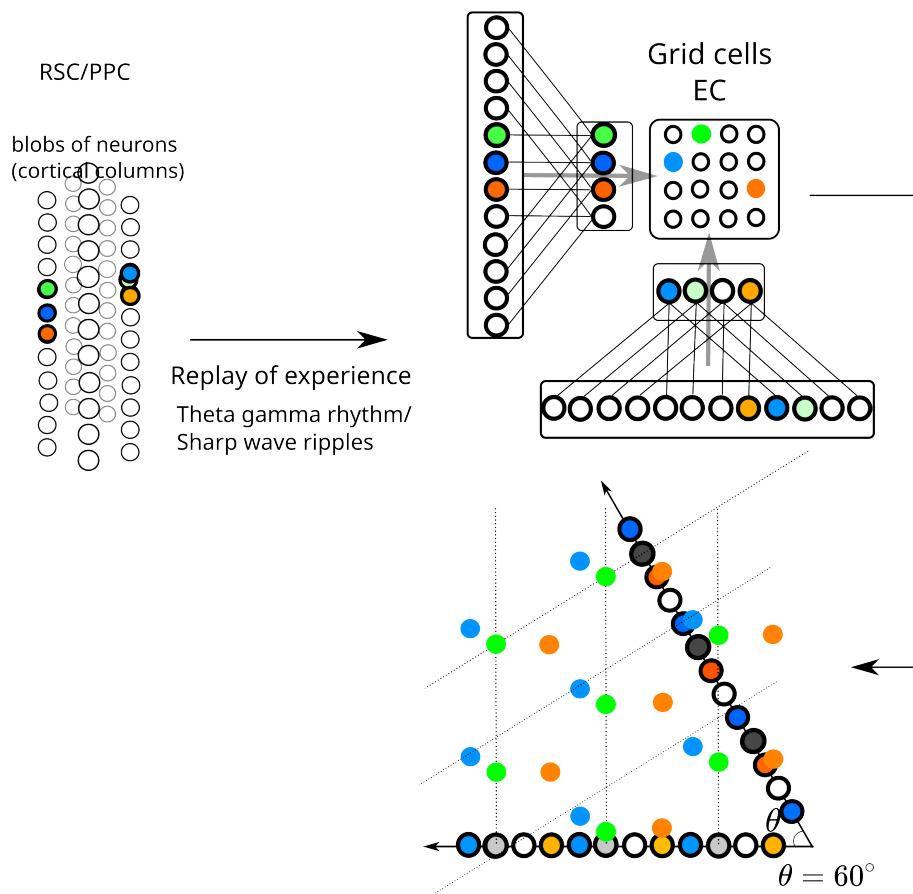 RSC/PPC
blobs of neurons
(cortical columns)
Grid cells
EC
Replay of experience
Theta gamma rhythm/
Sharp wave ripples
θ
θ = 60°